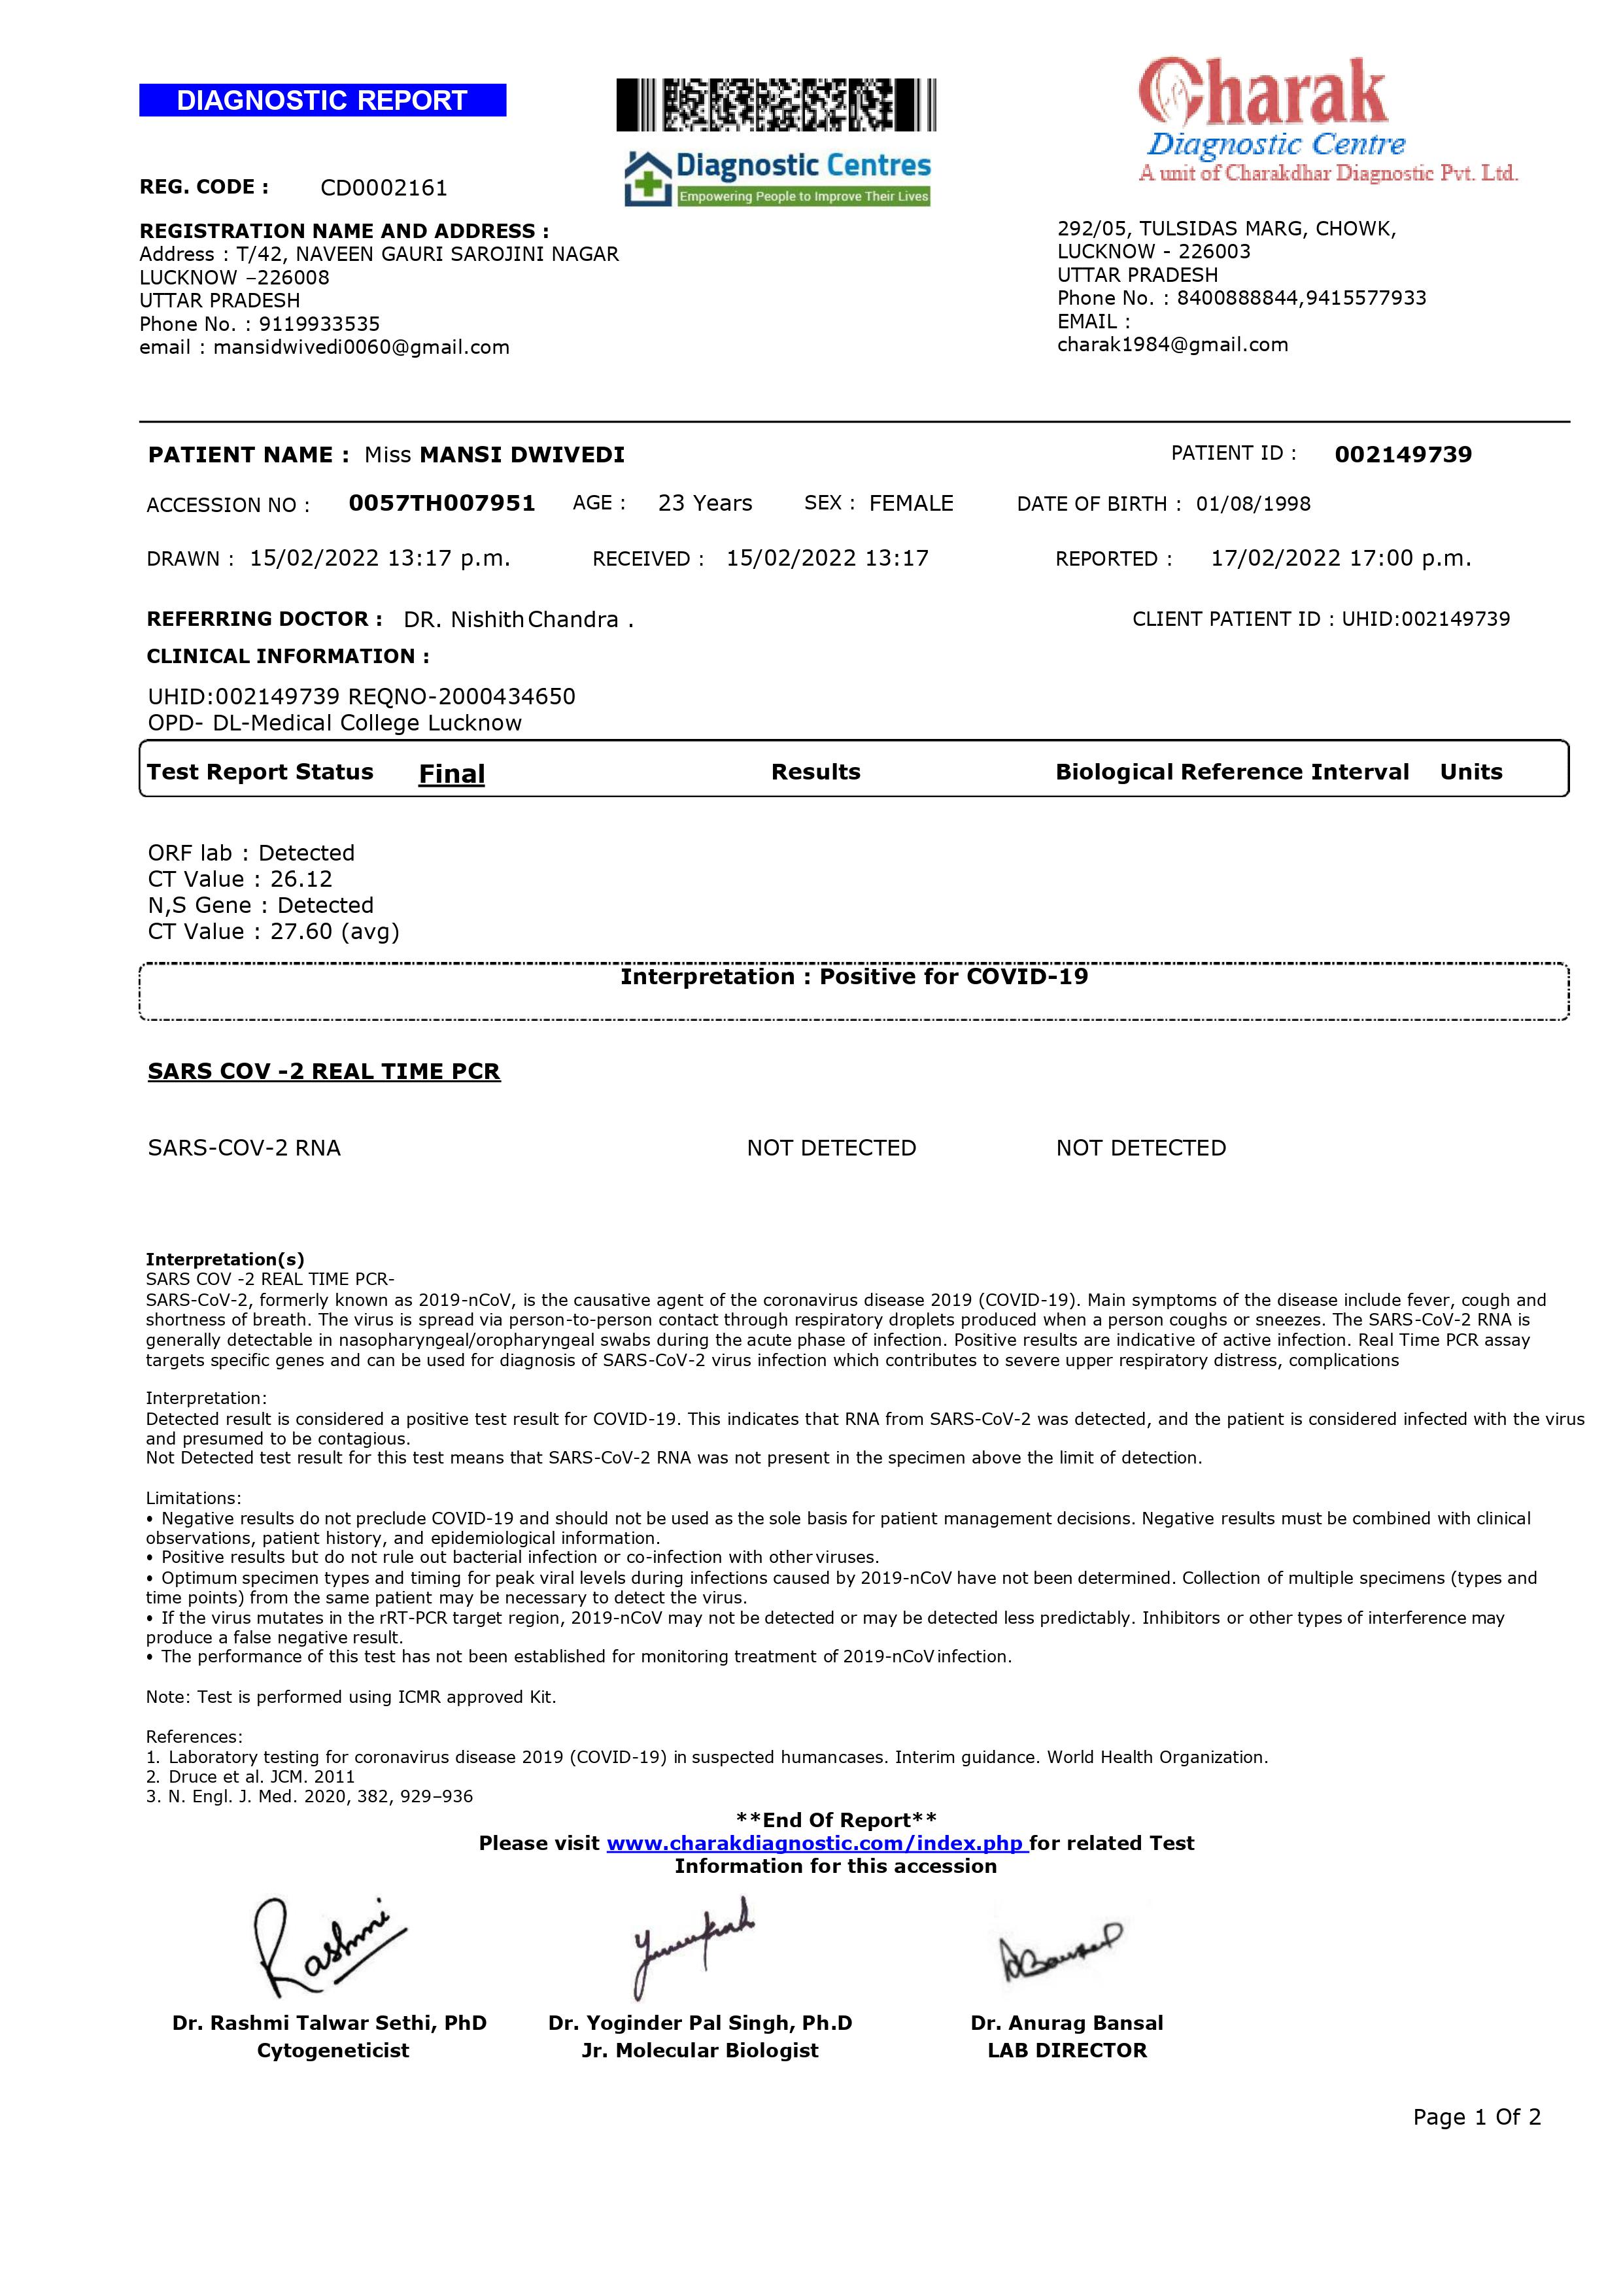 DIAGNOSTIC REPORT
Charak
Diagnostic Centre
A unit of Charakdhar Diagnostic Pvt. Ltd.
Diagnostic Centres
Empowering People to Improve Their Lives
REG. CODE : CD0002161
REGISTRATION NAME AND ADDRESS :
Address : T/42, NAVEEN GAURI SAROJINI NAGAR
LUCKNOW –226008
UTTAR PRADESH
Phone No. : 9119933535
email : mansidwivedi0060@gmail.com
292/05, TULSIDAS MARG, CHOWK,
LUCKNOW - 226003
UTTAR PRADESH
Phone No. : 8400888844,9415577933
EMAIL :
charak1984@gmail.com
PATIENT NAME : Miss MANSI DWIVEDI PATIENT ID : 002149739
ACCESSION NO : 0057TH007951 AGE : 23 Years SEX : FEMALE DATE OF BIRTH : 01/08/1998
DRAWN : 15/02/2022 13:17 p.m. RECEIVED : 15/02/2022 13:17 REPORTED : 17/02/2022 17:00 p.m.
REFERRING DOCTOR : DR. Nishith Chandra . CLIENT PATIENT ID : UHID:002149739
CLINICAL INFORMATION :
UHID:002149739 REQNO-2000434650
OPD- DL-Medical College Lucknow
Test Report Status Final Results Biological Reference Interval Units
ORF lab : Detected
CT Value : 26.12
N,S Gene : Detected
CT Value : 27.60 (avg)
Interpretation : Positive for COVID-19
SARS COV -2 REAL TIME PCR
SARS-COV-2 RNA NOT DETECTED NOT DETECTED
Interpretation(s)
SARS COV -2 REAL TIME PCR-
SARS-CoV-2, formerly known as 2019-nCoV, is the causative agent of the coronavirus disease 2019 (COVID-19). Main symptoms of the disease include fever, cough and
shortness of breath. The virus is spread via person-to-person contact through respiratory droplets produced when a person coughs or sneezes. The SARS-CoV-2 RNA is
generally detectable in nasopharyngeal/oropharyngeal swabs during the acute phase of infection. Positive results are indicative of active infection. Real Time PCR assay
targets specific genes and can be used for diagnosis of SARS-CoV-2 virus infection which contributes to severe upper respiratory distress, complications
Interpretation:
Detected result is considered a positive test result for COVID-19. This indicates that RNA from SARS-CoV-2 was detected, and the patient is considered infected with the virus
and presumed to be contagious.
Not Detected test result for this test means that SARS-CoV-2 RNA was not present in the specimen above the limit of detection.
Limitations:
• Negative results do not preclude COVID-19 and should not be used as the sole basis for patient management decisions. Negative results must be combined with clinical
observations, patient history, and epidemiological information.
• Positive results but do not rule out bacterial infection or co-infection with other viruses.
• Optimum specimen types and timing for peak viral levels during infections caused by 2019-nCoV have not been determined. Collection of multiple specimens (types and
time points) from the same patient may be necessary to detect the virus.
• If the virus mutates in the rRT-PCR target region, 2019-nCoV may not be detected or may be detected less predictably. Inhibitors or other types of interference may
produce a false negative result.
• The performance of this test has not been established for monitoring treatment of 2019-nCoV infection.
Note: Test is performed using ICMR approved Kit.
References:
1. Laboratory testing for coronavirus disease 2019 (COVID-19) in suspected humancases. Interim guidance. World Health Organization.
2. Druce et al. JCM. 2011
3. N. Engl. J. Med. 2020, 382, 929–936
**End Of Report**
Please visit www.charakdiagnostic.com/index.php for related Test
Information for this accession
Rashmi
Dr. Rashmi Talwar Sethi, PhD Dr. Yoginder Pal Singh, Ph.D Dr. Anurag Bansal
Cytogeneticist Jr. Molecular Biologist LAB DIRECTOR
Page 1 Of 2